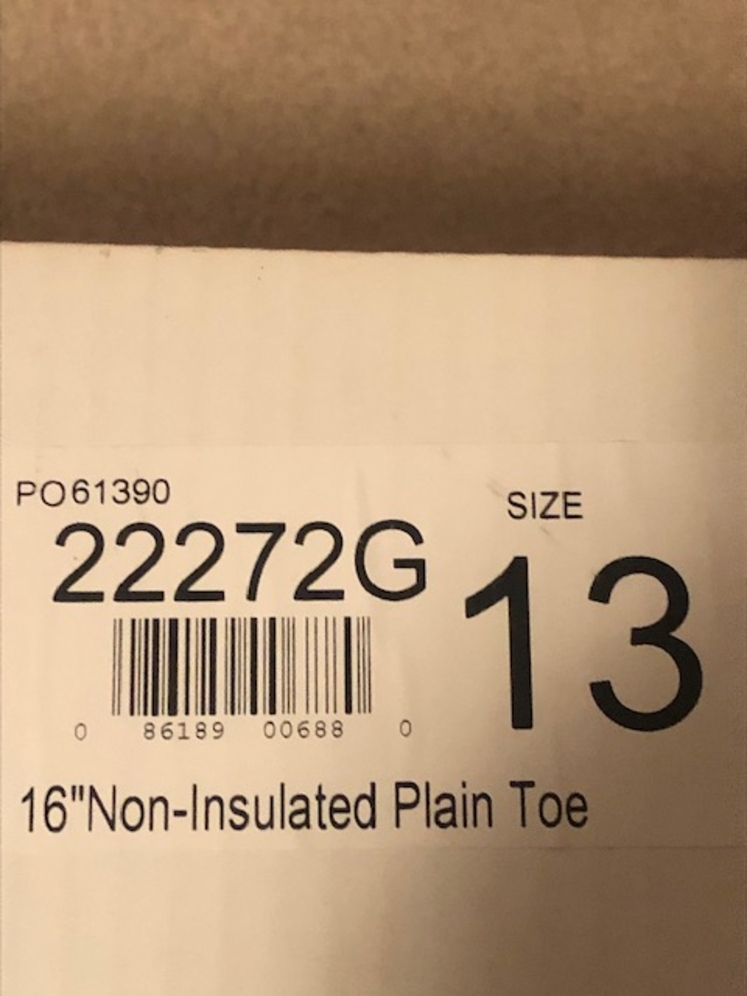 PO61390
22272G
SIZE
13
0 86189 00688 0
16"Non-Insulated Plain Toe